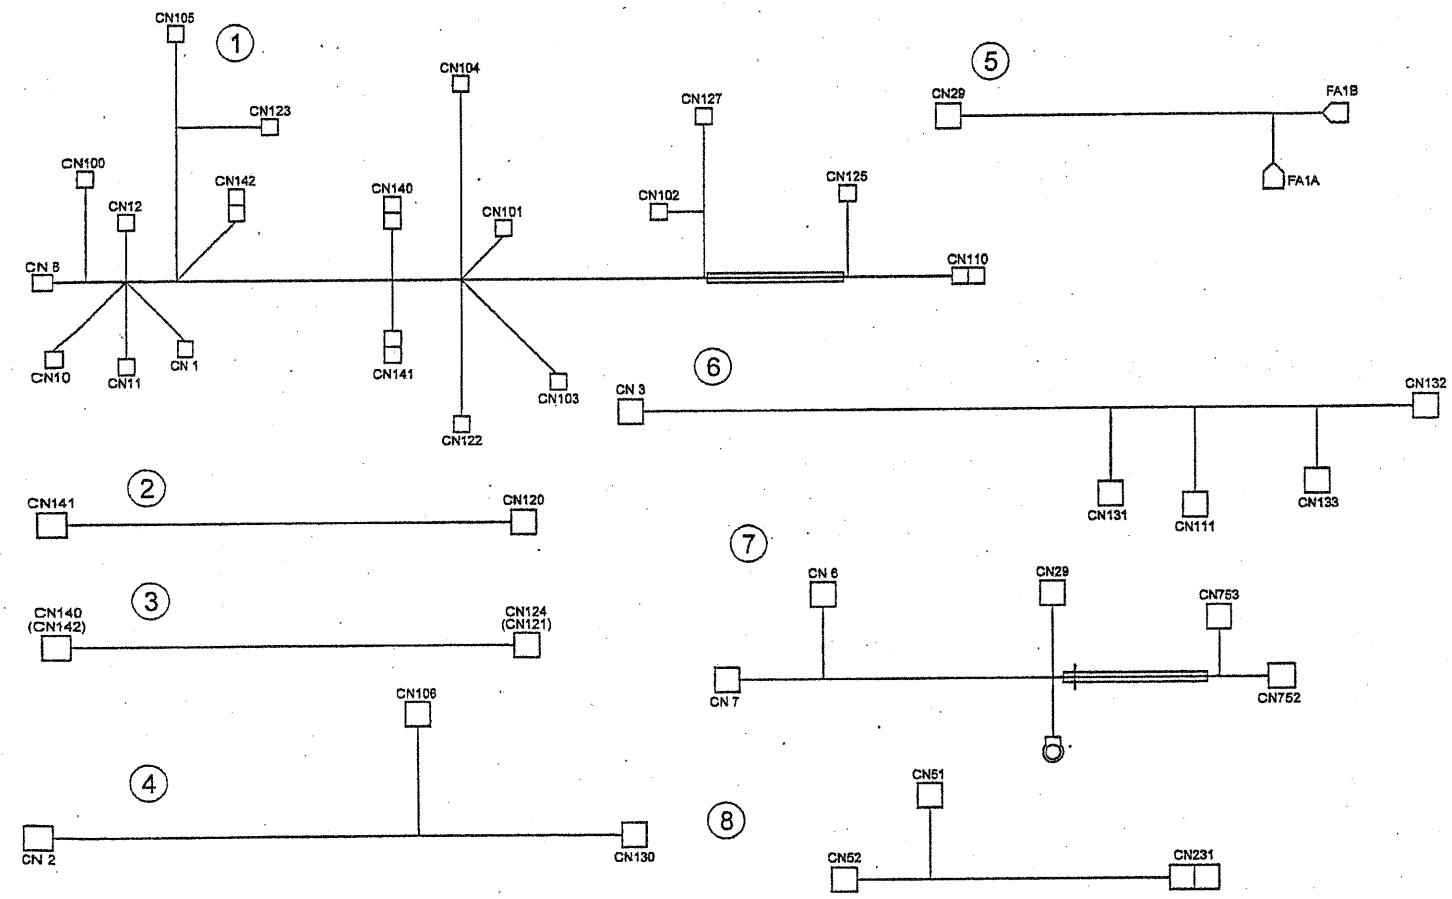 1
CN105
CN123
CN100
CN142
CN12
CN 8
CN10
CN11
CN 1
CN104
CN140
CN101
CN141
CN103
CN122
CN127
CN102
CN125
CN110
2
CN141
CN120
3
CN140
(CN142)
CN124
(CN121)
4
CN106
CN 2
CN130
5
CN29
FA1B
FA1A
6
CN 3
CN132
CN131
CN111
CN133
7
CN 6
CN29
CN753
CN 7
CN752
8
CN51
CN52
CN231